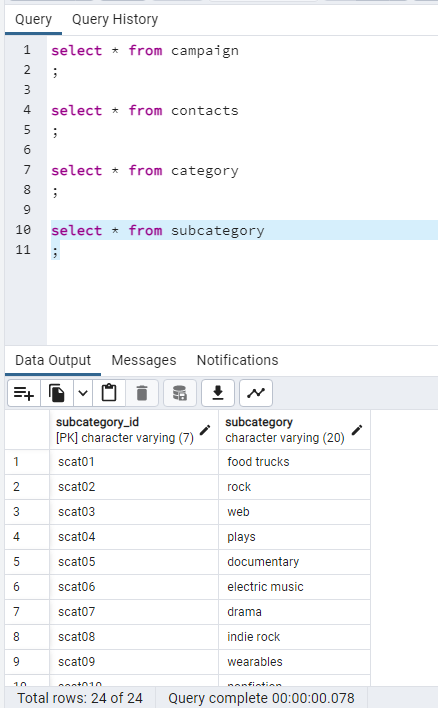 Query Query History
1 select * from campaign
2 ;
3
4 select * from contacts
5 ;
6
7 select * from category
8 ;
9
10 select * from subcategory
11 ;
Data Output Messages Notifications
subcategory_id subcategory
[PK] character varying (7) character varying (20)
1 scat01 food trucks
2 scat02 rock
3 scat03 web
4 scat04 plays
5 scat05 documentary
6 scat06 electric music
7 scat07 drama
8 scat08 indie rock
9 scat09 wearables
10 scat010 nonfiction
Total rows: 24 of 24 Query complete 00:00:00.078